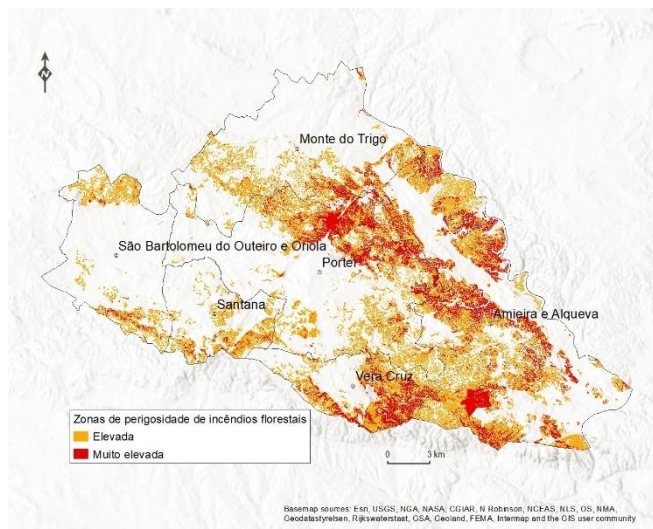 N
Monte do Trigo
São Bartolomeu do Outeiro e Oriola
Portel
Santana
Amieira e Alqueva
Vera Cruz
Zonas de perigosidade de incêndios florestais
Elevada
Muito elevada
0 3 km
Basemap sources: Esri, USGS, NGA, NASA, CGIAR, N Robinson, NCEAS, NLS, OS, NMA,
Geodatastyrelsen, Rijkswaterstaat, GSA, Geoland, FEMA, Intermap and the GIS user community